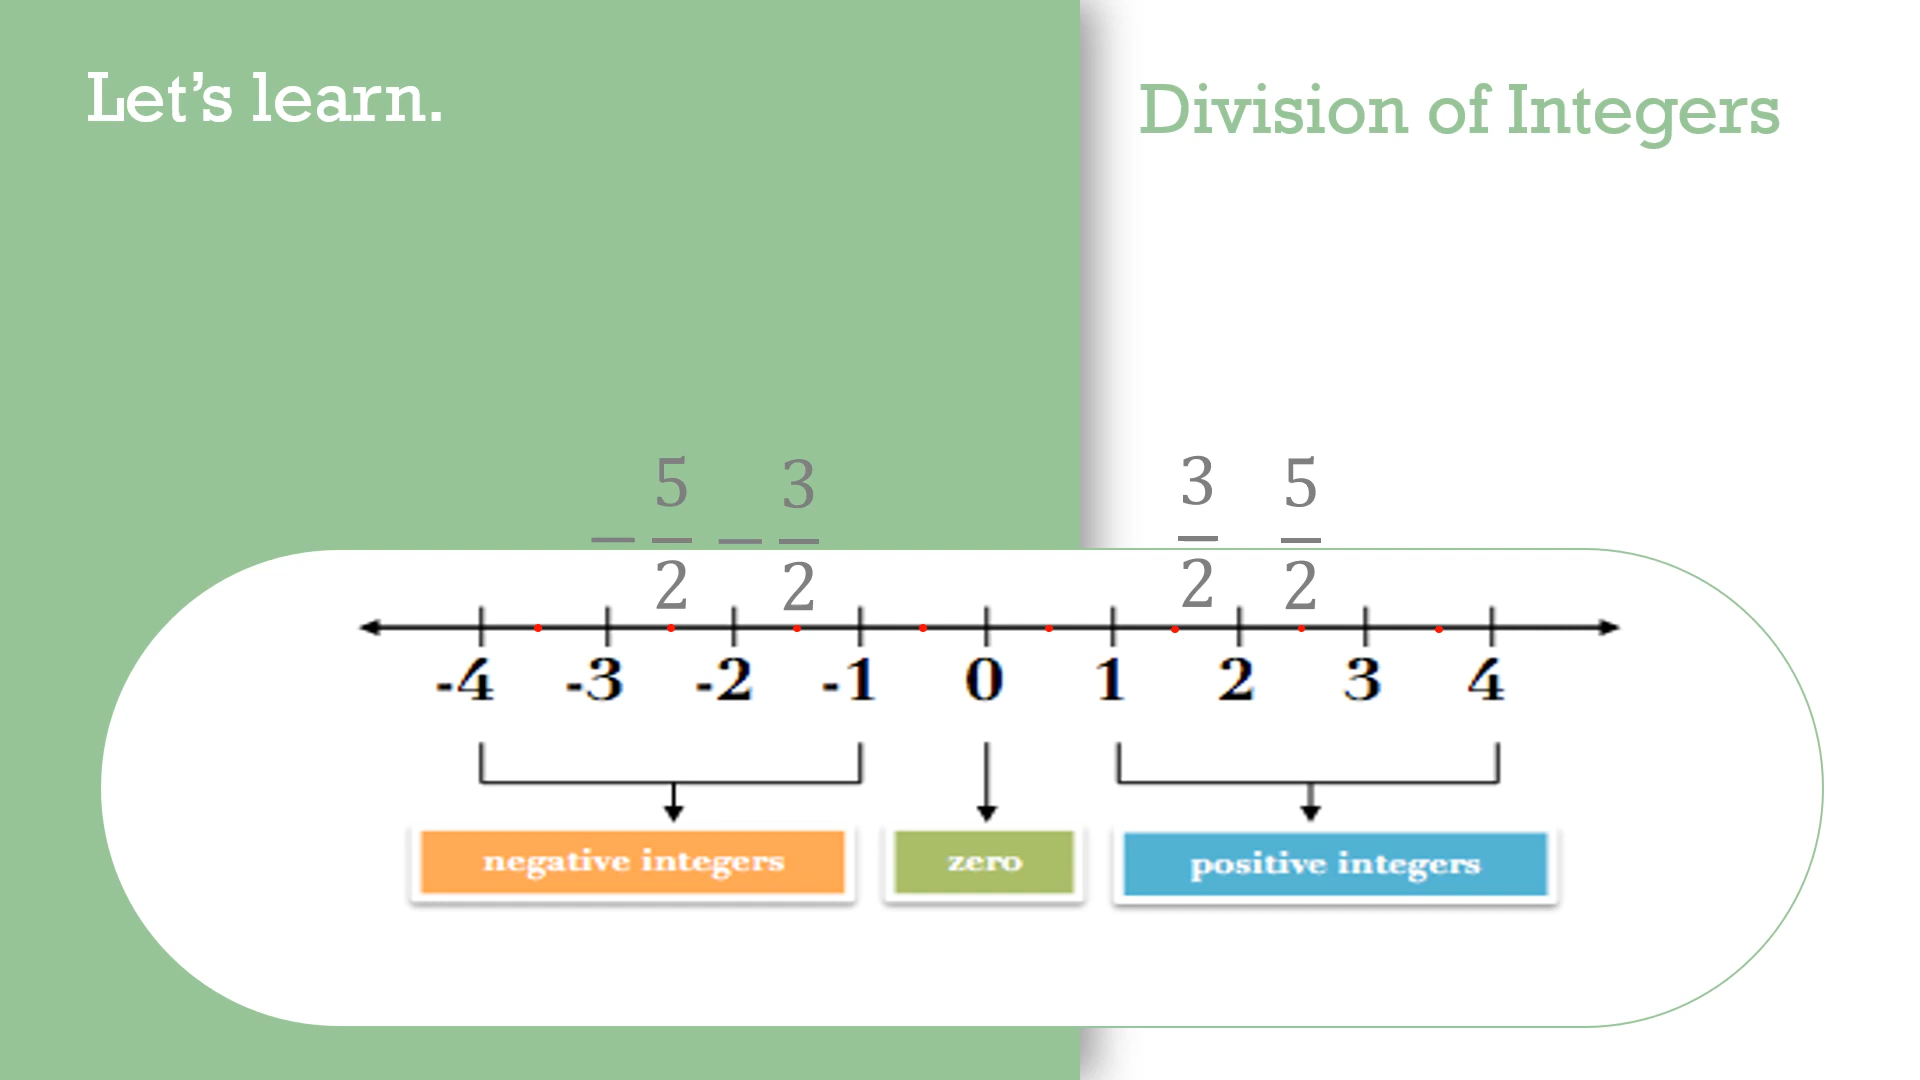 Let’s learn.
Division of Integers
−5/2 −3/2 3/2 5/2
-4 -3 -2 -1 0 1 2 3 4
negative integers zero positive integers